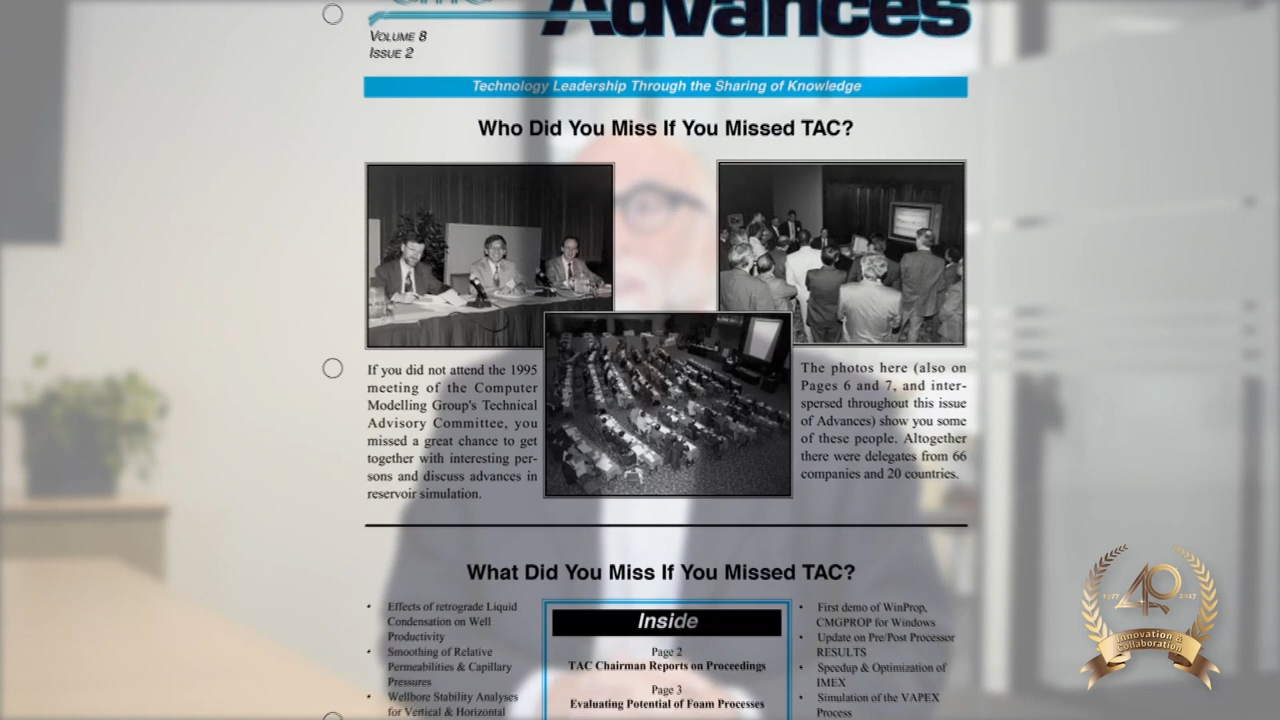 Advances
VOLUME 8
ISSUE 2
Technology Leadership Through the Sharing of Knowledge
Who Did You Miss If You Missed TAC?
If you did not attend the 1995
meeting of the Computer
Modelling Group's Technical
Advisory Committee, you
missed a great chance to get
together with interesting per-
sons and discuss advances in
reservoir simulation.
The photos here (also on
Pages 6 and 7, and inter-
spersed throughout this issue
of Advances) show you some
of these people. Altogether
there were delegates from 66
companies and 20 countries.
What Did You Miss If You Missed TAC?
• Effects of retrograde Liquid
Condensation on Well
Productivity
• Smoothing of Relative
Permeabilities & Capillary
Pressures
• Wellbore Stability Analyses
for Vertical & Horizontal
Inside
Page 2
TAC Chairman Reports on Proceedings
Page 3
Evaluating Potential of Foam Processes
• First demo of WinProp,
CMGPROP for Windows
• Update on Pre/Post Processor
RESULTS
• Speedup & Optimization of
IMEX
• Simulation of the VAPEX
Process
1977 40 2017
Innovation &
Collaboration